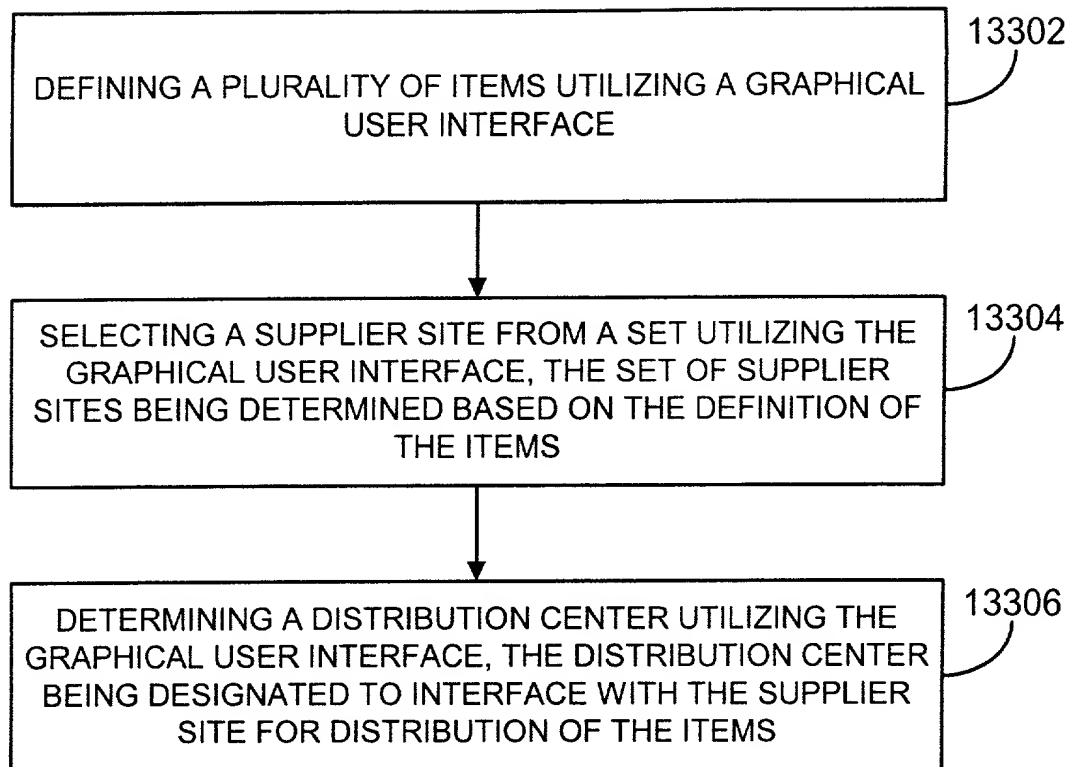 13302
DEFINING A PLURALITY OF ITEMS UTILIZING A GRAPHICAL
USER INTERFACE
13304
SELECTING A SUPPLIER SITE FROM A SET UTILIZING THE
GRAPHICAL USER INTERFACE, THE SET OF SUPPLIER
SITES BEING DETERMINED BASED ON THE DEFINITION OF
THE ITEMS
13306
DETERMINING A DISTRIBUTION CENTER UTILIZING THE
GRAPHICAL USER INTERFACE, THE DISTRIBUTION CENTER
BEING DESIGNATED TO INTERFACE WITH THE SUPPLIER
SITE FOR DISTRIBUTION OF THE ITEMS